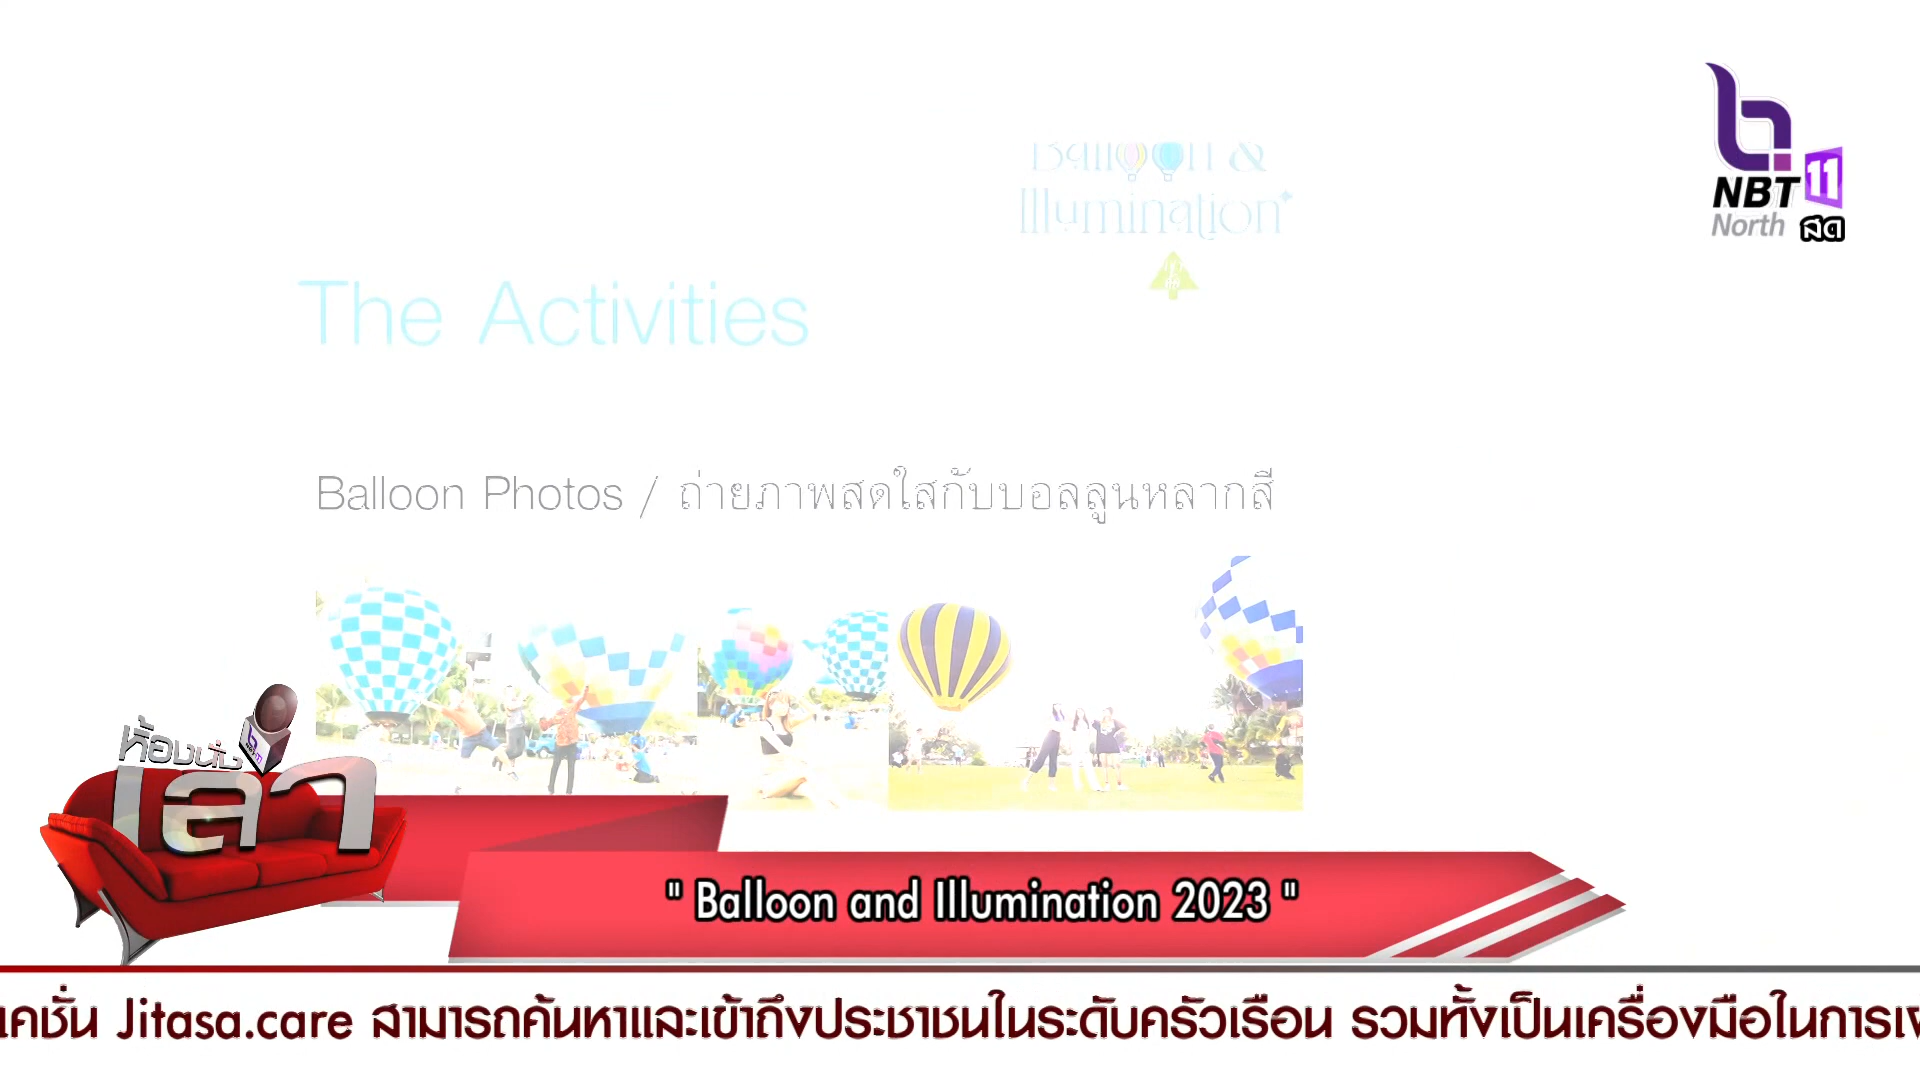 Balloon &
Illumination
The Activities
Balloon Photos / ถ่ายภาพสดใสกับบอลลูนหลากสี
NBT 11
North สด
ห้องนั่ง
เล่า
" Balloon and Illumination 2023 "
เคชั่น Jitasa.care สามารถค้นหาและเข้าถึงประชาชนในระดับครัวเรือน รวมทั้งเป็นเครื่องมือในการเ